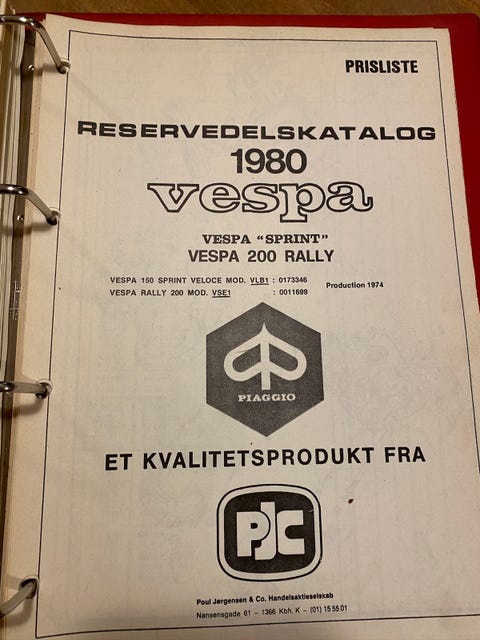 PRISLISTE
RESERVEDELSKATALOG
1980
vespa
VESPA "SPRINT"
VESPA 200 RALLY
VESPA 150 SPRINT VELOCE MOD. VLB1 : 0173346 Production 1974
VESPA RALLY 200 MOD. VSE1 : 0011699
PIAGGIO
ET KVALITETSPRODUKT FRA
PJC
Poul Jørgensen & Co. Handelsaktieselskab
Nansensgade 61 – 1366 Kbh. K – (01) 15 55 01